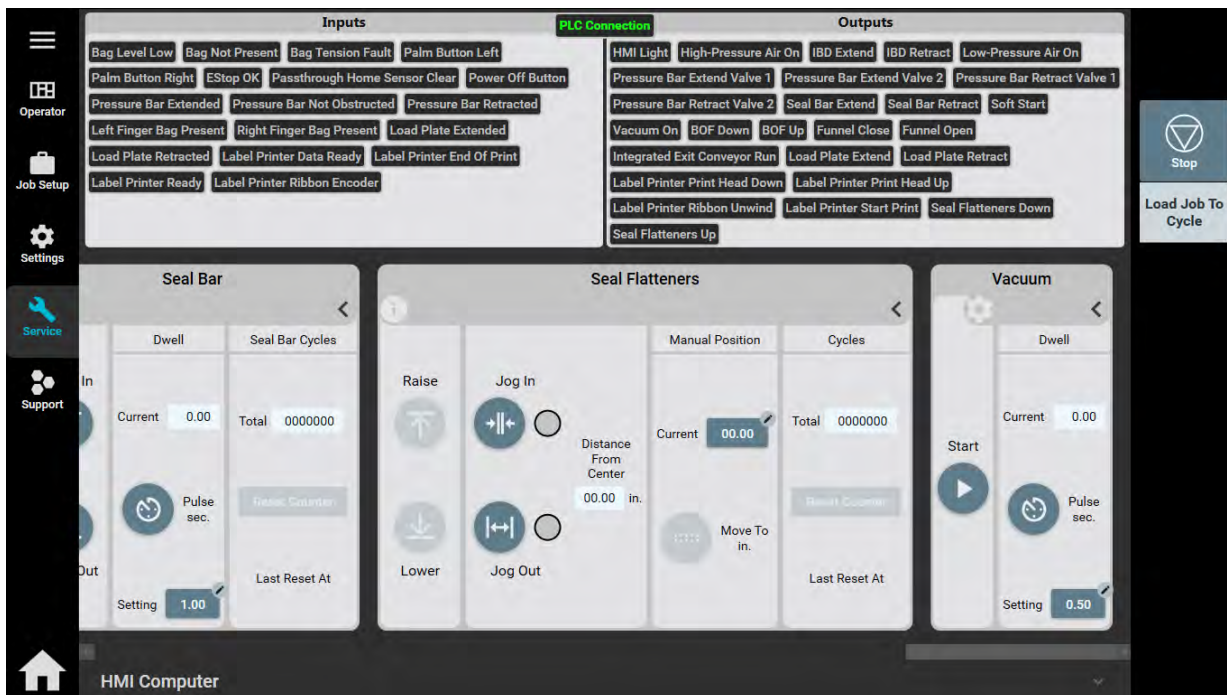 Inputs
PLC Connection
Outputs
Bag Level Low Bag Not Present Bag Tension Fault Palm Button Left
Palm Button Right EStop OK Passthrough Home Sensor Clear Power Off Button
Pressure Bar Extended Pressure Bar Not Obstructed Pressure Bar Retracted
Left Finger Bag Present Right Finger Bag Present Load Plate Extended
Load Plate Retracted Label Printer Data Ready Label Printer End Of Print
Label Printer Ready Label Printer Ribbon Encoder
HMI Light High-Pressure Air On IBD Extend IBD Retract Low-Pressure Air On
Pressure Bar Extend Valve 1 Pressure Bar Extend Valve 2 Pressure Bar Retract Valve 1
Pressure Bar Retract Valve 2 Seal Bar Extend Seal Bar Retract Soft Start
Vacuum On BOF Down BOF Up Funnel Close Funnel Open
Integrated Exit Conveyor Run Load Plate Extend Load Plate Retract
Label Printer Print Head Down Label Printer Print Head Up
Label Printer Ribbon Unwind Label Printer Start Print Seal Flatteners Down
Seal Flatteners Up
Operator
Job Setup
Settings
Service
Support
Stop
Load Job To
Cycle
Seal Bar
Dwell
Seal Bar Cycles
In
Current 0.00
Total 0000000
Pulse
sec.
Reset Counter
Out
Last Reset At
Setting 1.00
Seal Flatteners
i
Manual Position
Cycles
Raise
Jog In
Distance
From
Center
00.00 in.
Current 00.00
Total 0000000
Reset Counter
Move To
in.
Lower
Jog Out
Last Reset At
Vacuum
Dwell
Current 0.00
Start
Pulse
sec.
Setting 0.50
HMI Computer